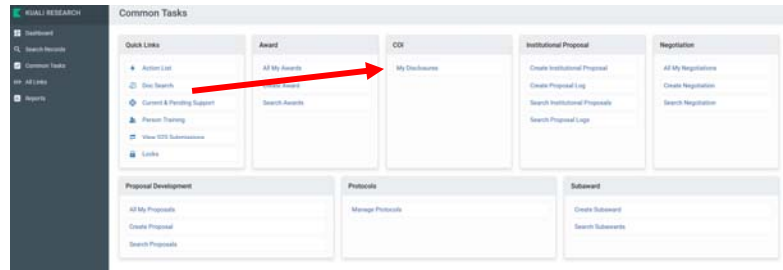 KUALI RESEARCH
Dashboard
Search Records
Common Tasks
All Links
Reports
Common Tasks
Quick Links
Action List
Doc Search
Current & Pending Support
Person Training
View S2S Submissions
Locks
Award
All My Awards
Create Award
Search Awards
COI
My Disclosures
Institutional Proposal
Create Institutional Proposal
Create Proposal Log
Search Institutional Proposals
Search Proposal Logs
Negotiation
All My Negotiations
Create Negotiation
Search Negotiation
Proposal Development
All My Proposals
Create Proposal
Search Proposals
Protocols
Manage Protocols
Subaward
Create Subaward
Search Subawards